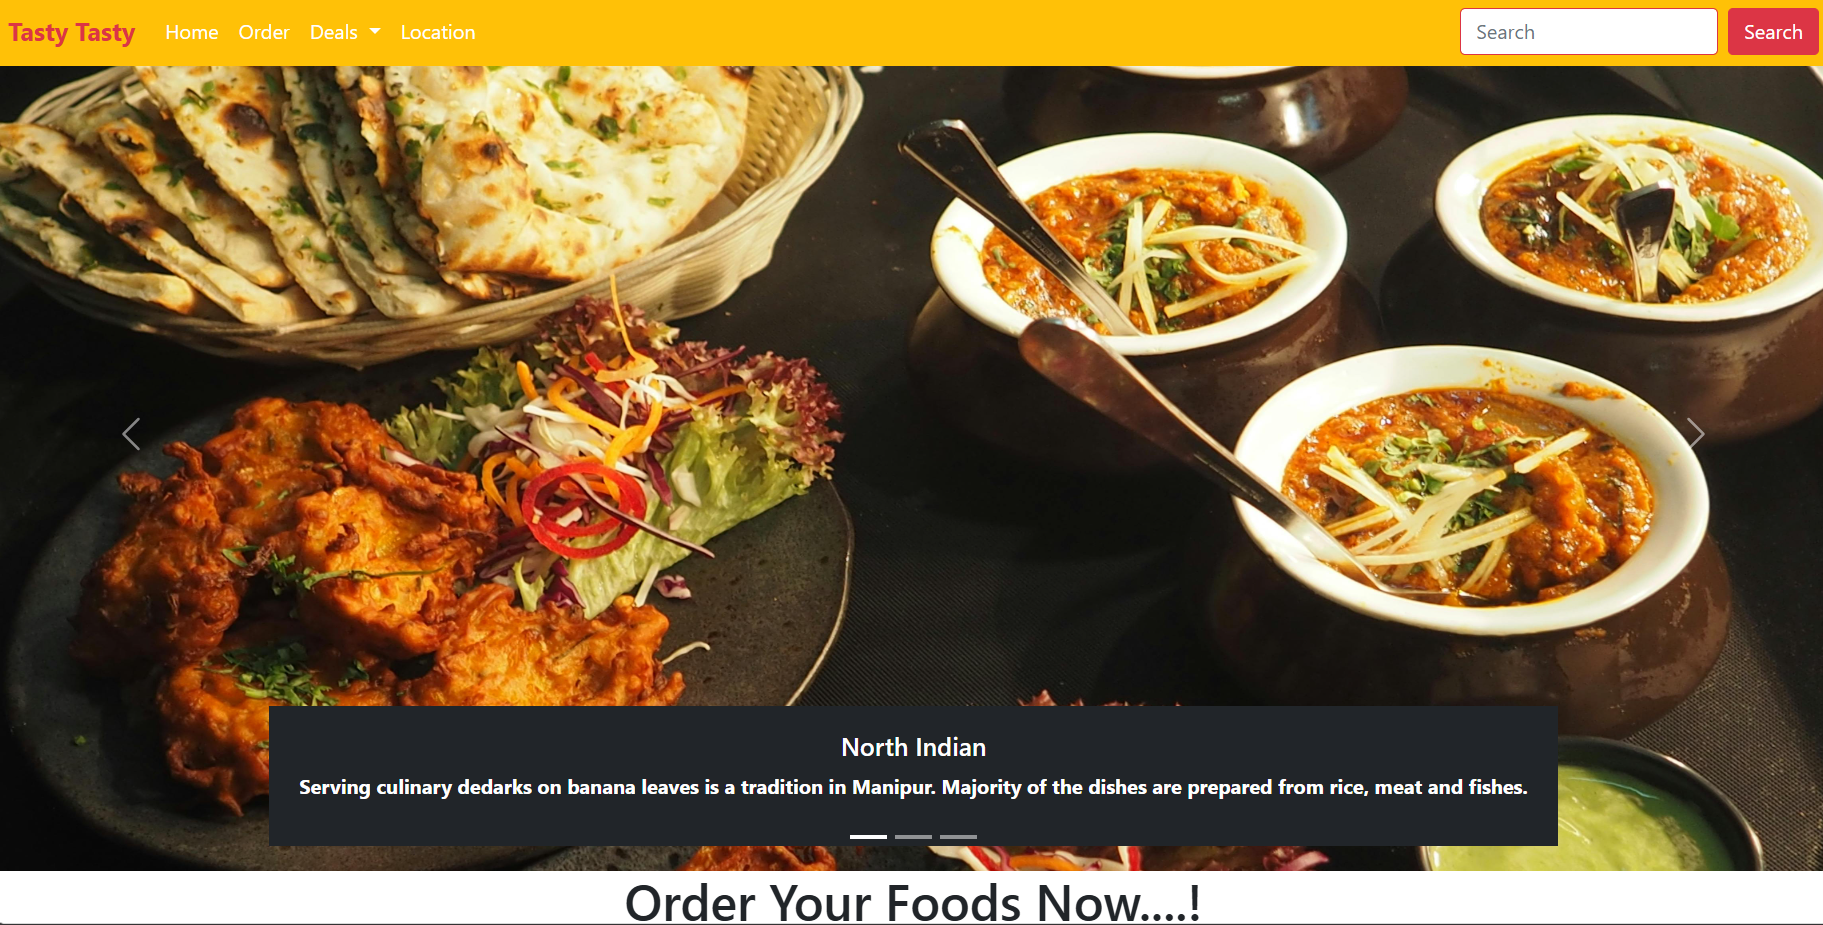 Tasty Tasty Home Order Deals Location Search Search
North Indian
Serving culinary dedarks on banana leaves is a tradition in Manipur. Majority of the dishes are prepared from rice, meat and fishes.
Order Your Foods Now....!